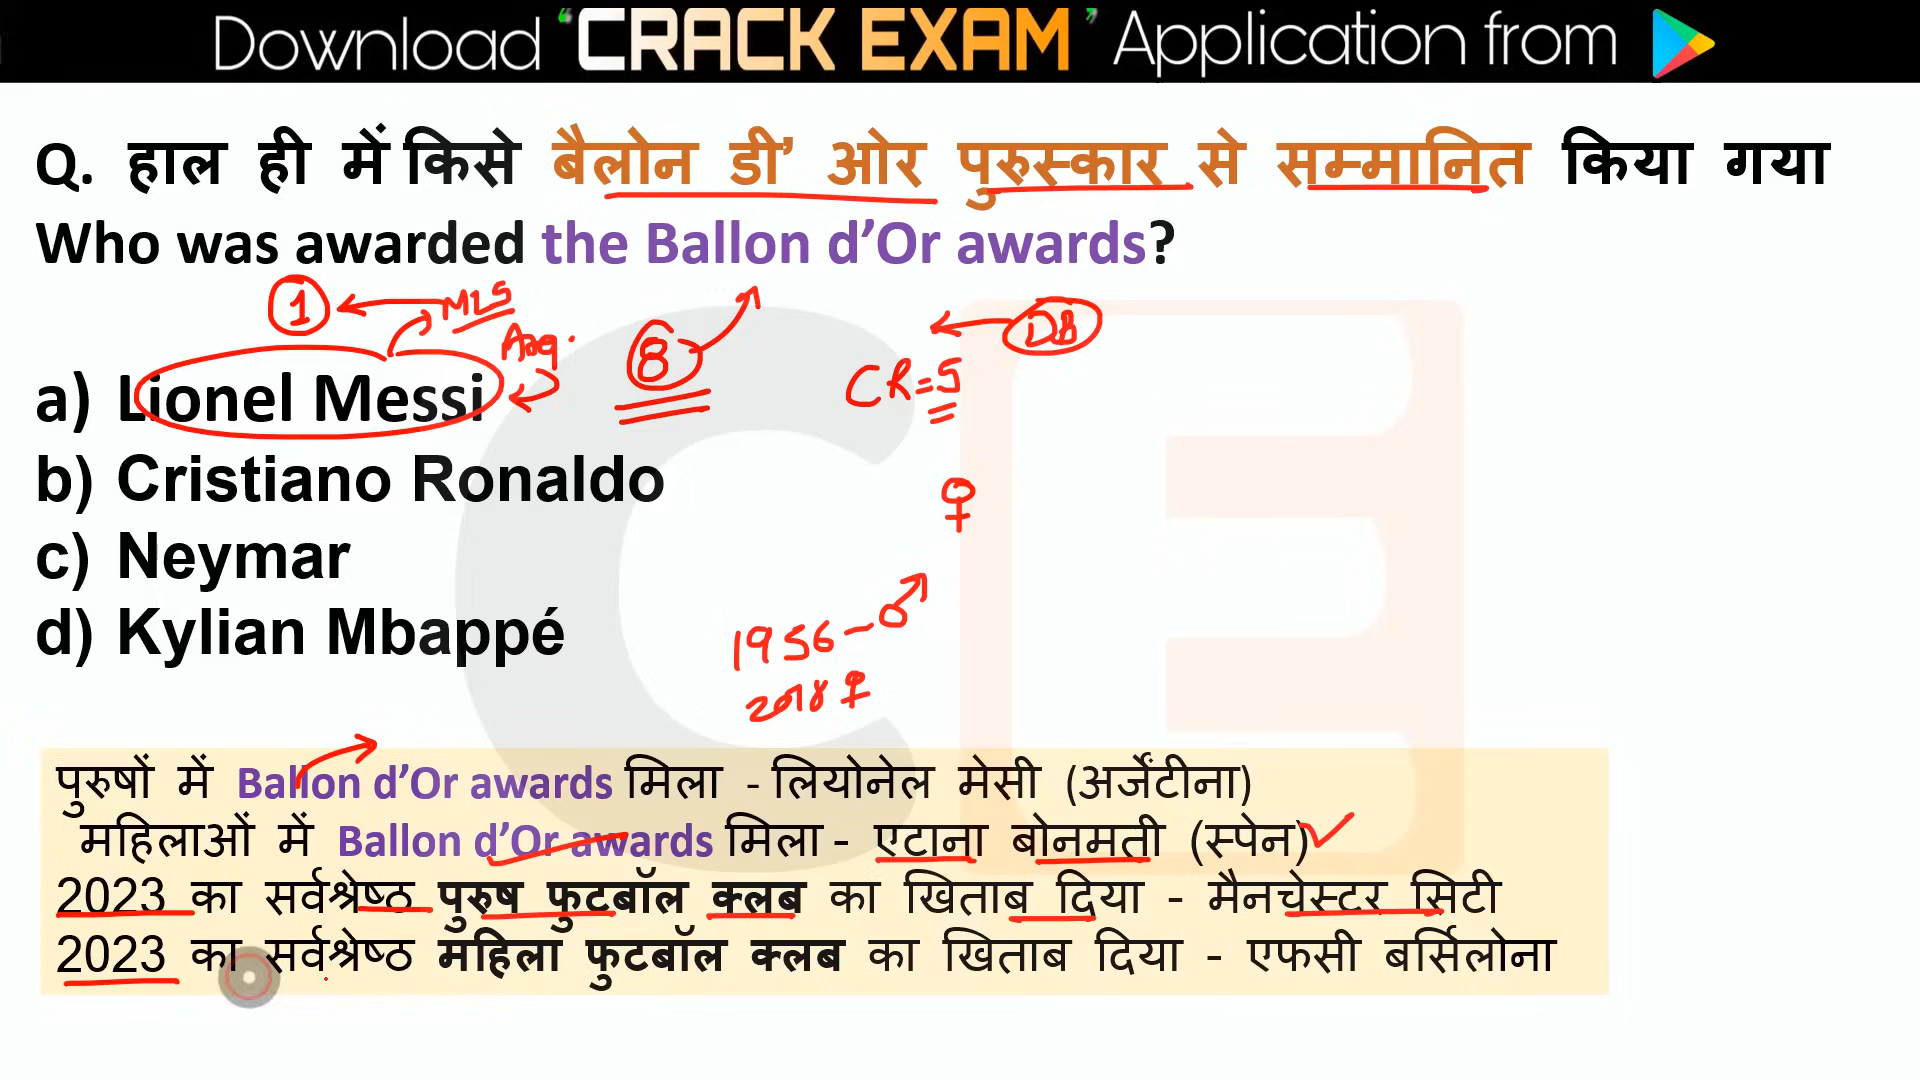 Download "CRACK EXAM" Application from
Q. हाल ही में किसे बैलोन डी’ ओर पुरुस्कार से सम्मानित किया गया
Who was awarded the Ballon d’Or awards?
1 MLS
Arg.
8
DB
CR=5
a) Lionel Messi
b) Cristiano Ronaldo
c) Neymar
d) Kylian Mbappé
♀
1956-♂
2018 ♀
पुरुषों में Ballon d’Or awards मिला - लियोनेल मेसी (अर्जेंटीना)
महिलाओं में Ballon d’Or awards मिला - एटाना बोनमती (स्पेन)
2023 का सर्वश्रेष्ठ पुरुष फुटबॉल क्लब का खिताब दिया - मैनचेस्टर सिटी
2023 का सर्वश्रेष्ठ महिला फुटबॉल क्लब का खिताब दिया - एफसी बर्सिलोना
CE